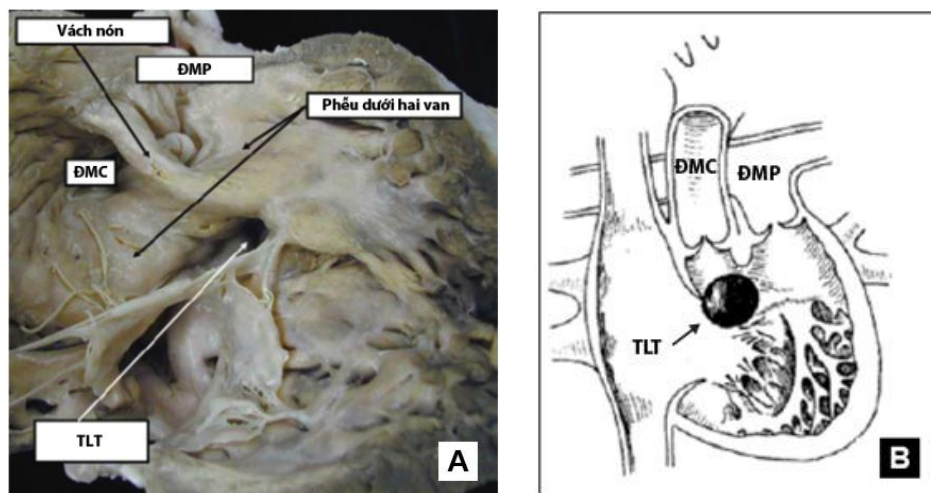 Vách nón
ĐMP
Phễu dưới hai van
ĐMC
TLT
A
ĐMC
ĐMP
TLT
B